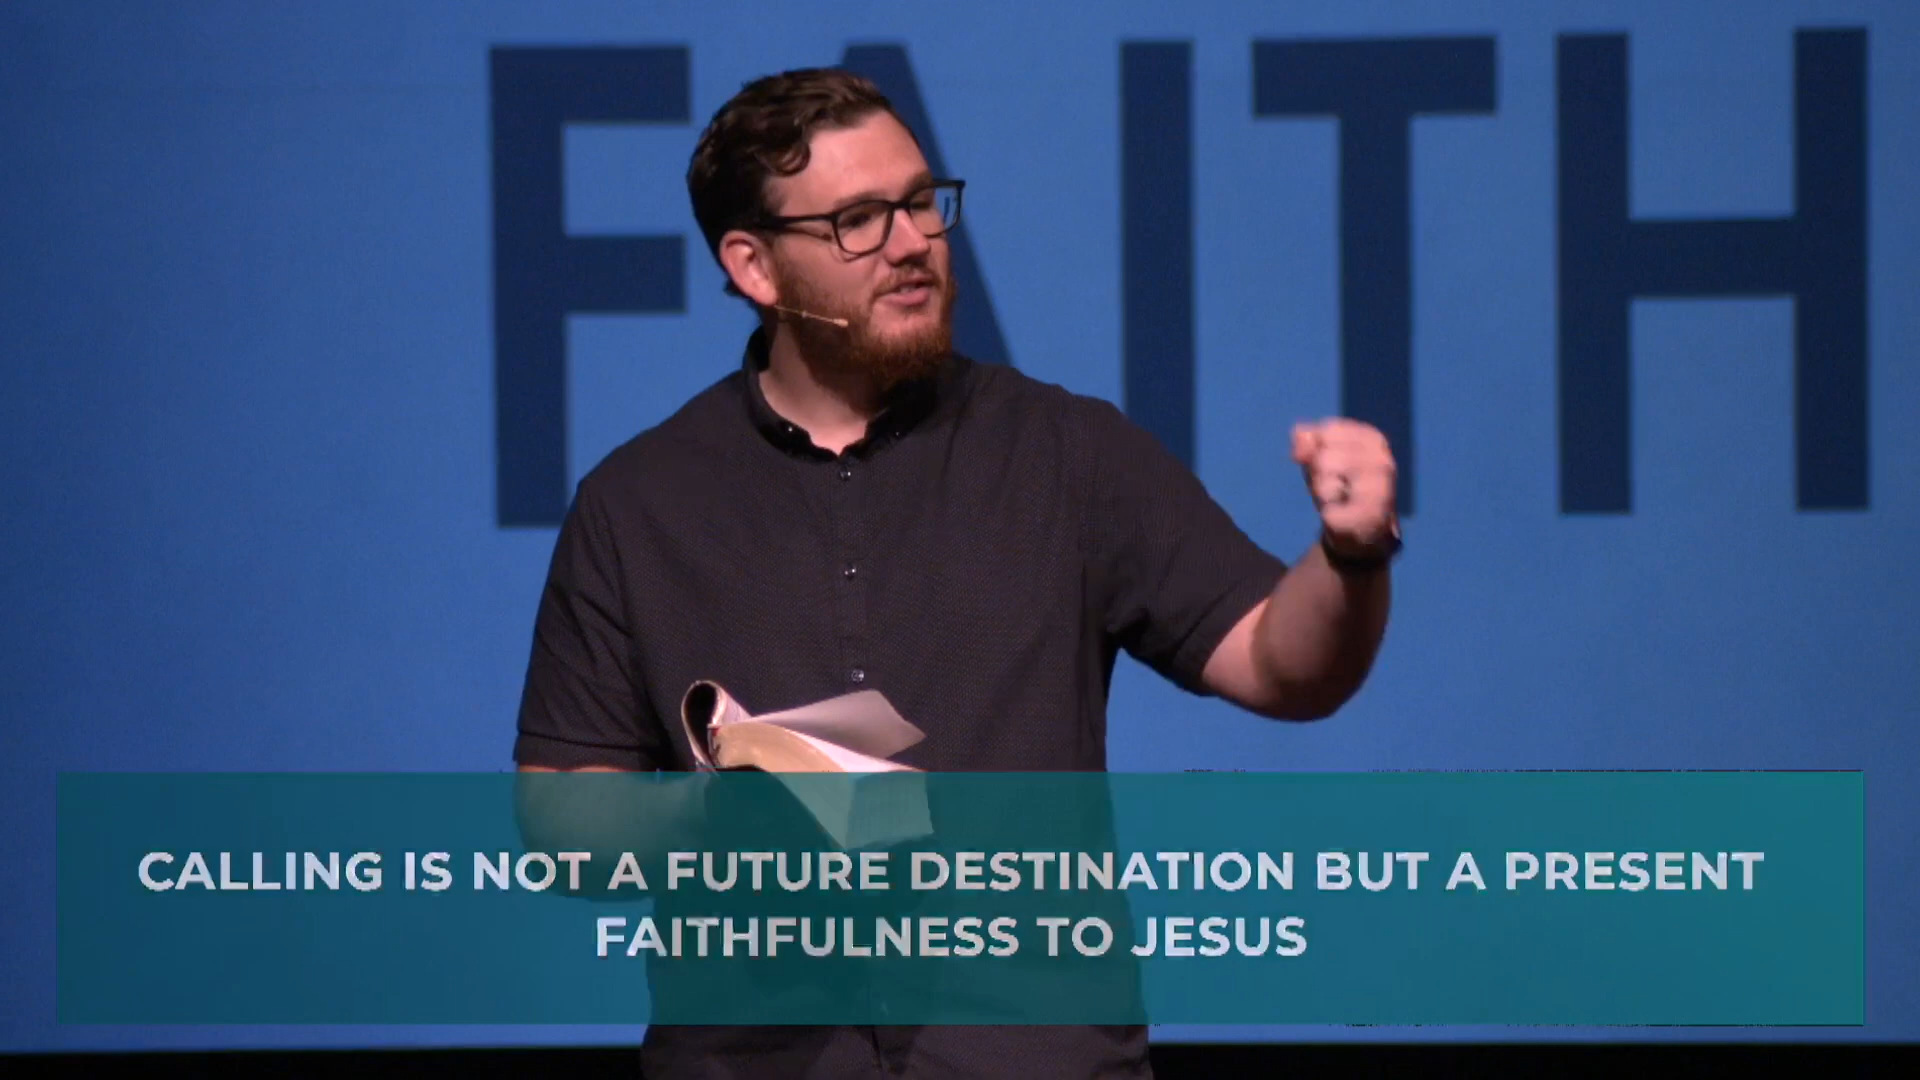 FAITH
CALLING IS NOT A FUTURE DESTINATION BUT A PRESENT
FAITHFULNESS TO JESUS